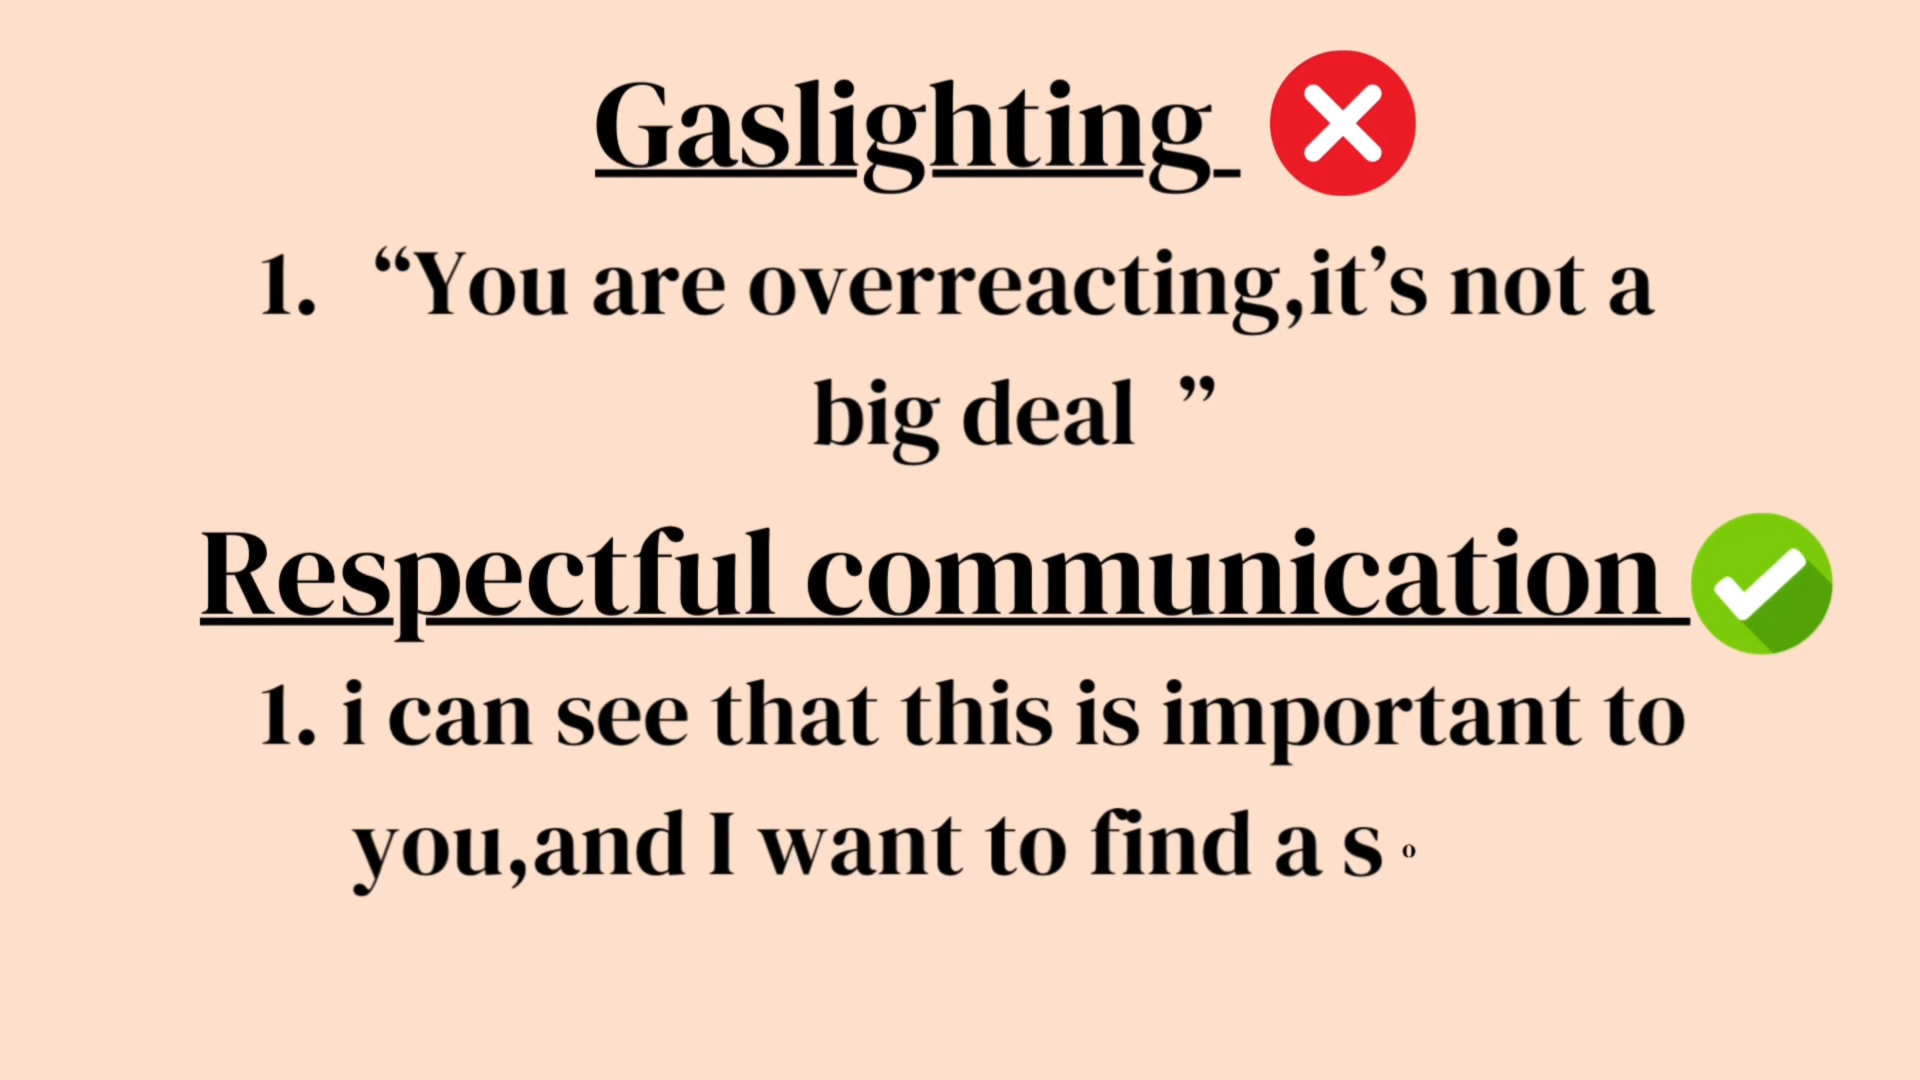 Gaslighting
1. “You are overreacting,it’s not a
big deal ”
Respectful communication
1. i can see that this is important to
you,and I want to find a s o